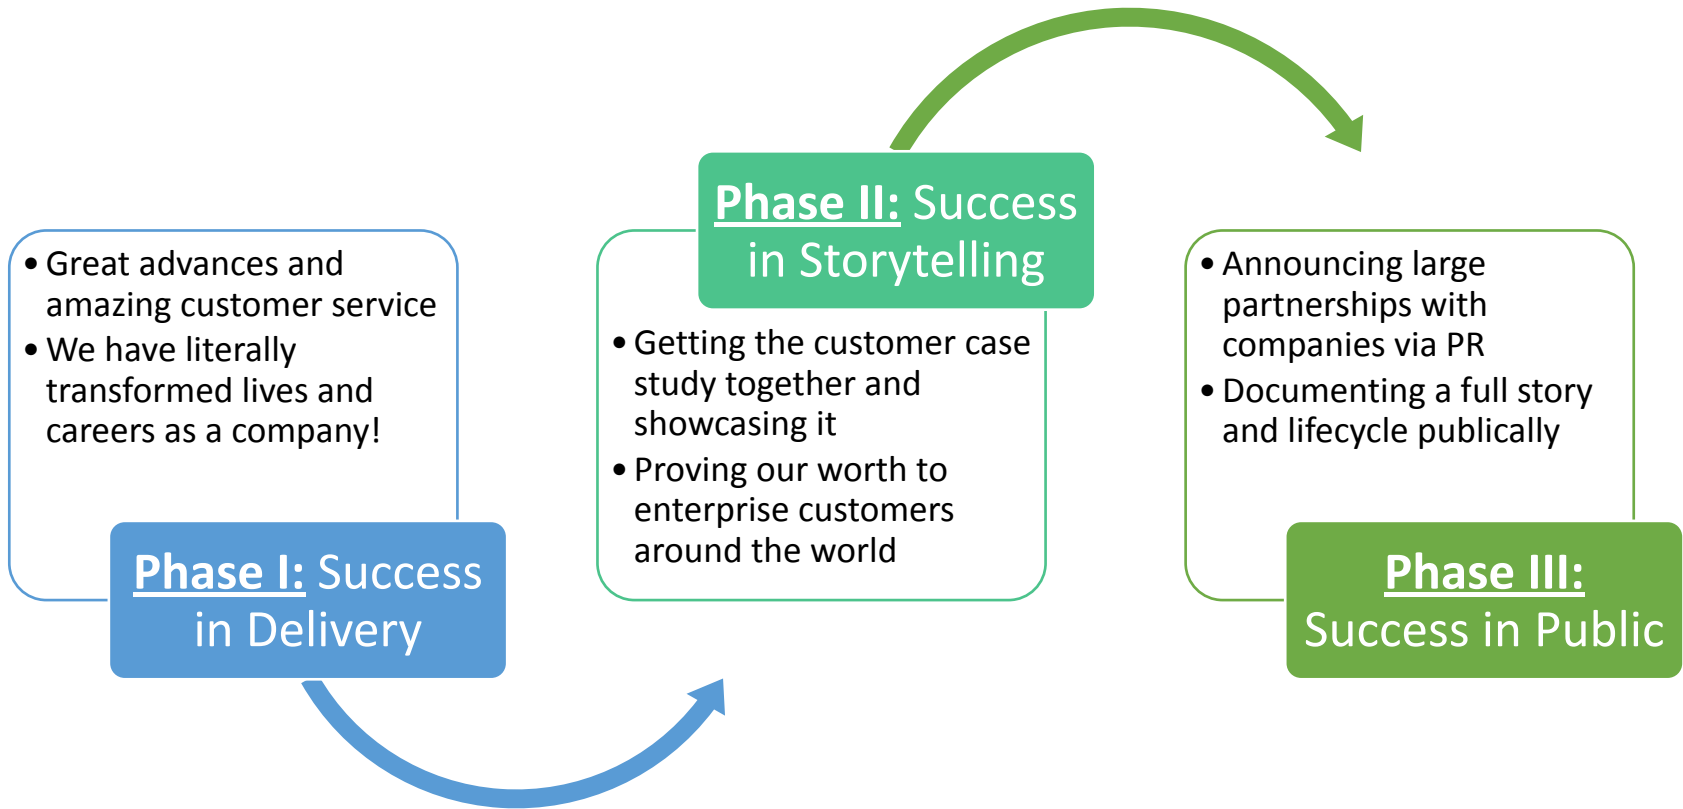 • Great advances and
amazing customer service
• We have literally
transformed lives and
careers as a company!
Phase I: Success
in Delivery
Phase II: Success
in Storytelling
• Getting the customer case
study together and
showcasing it
• Proving our worth to
enterprise customers
around the world
• Announcing large
partnerships with
companies via PR
• Documenting a full story
and lifecycle publically
Phase III:
Success in Public